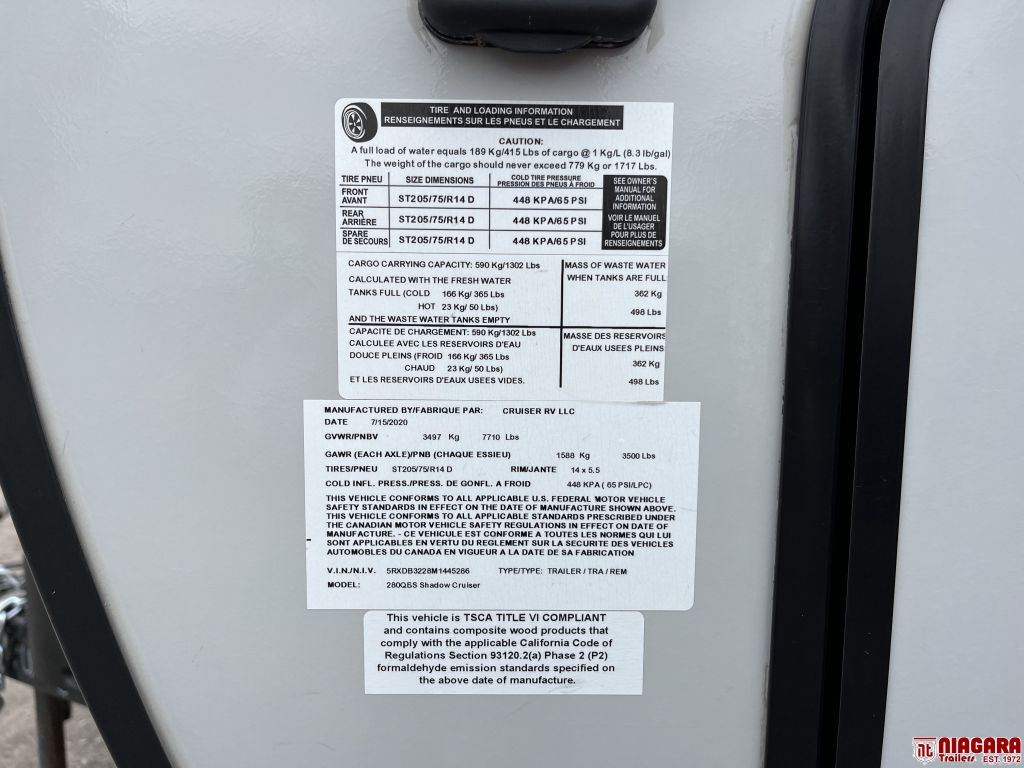 TIRE AND LOADING INFORMATION
RENSEIGNEMENTS SUR LES PNEUS ET LE CHARGEMENT
CAUTION:
A full load of water equals 189 Kg/415 Lbs of cargo @ 1 Kg/L (8.3 lb/gal)
The weight of the cargo should never exceed 779 Kg or 1717 Lbs.
TIRE PNEU SIZE DIMENSIONS COLD TIRE PRESSURE
PRESSION DES PNEUS À FROID
FRONT
AVANT ST205/75/R14 D 448 KPA/65 PSI
REAR
ARRIÈRE ST205/75/R14 D 448 KPA/65 PSI
SPARE
DE SECOURS ST205/75/R14 D 448 KPA/65 PSI
SEE OWNER'S
MANUAL FOR
ADDITIONAL
INFORMATION
VOIR LE MANUEL
DE L'USAGER
POUR PLUS DE
RENSEIGNEMENTS
CARGO CARRYING CAPACITY: 590 Kg/1302 Lbs
CALCULATED WITH THE FRESH WATER
TANKS FULL (COLD 166 Kg/ 365 Lbs
HOT 23 Kg/ 50 Lbs)
AND THE WASTE WATER TANKS EMPTY
MASS OF WASTE WATER
WHEN TANKS ARE FULL
362 Kg
498 Lbs
CAPACITE DE CHARGEMENT: 590 Kg/1302 Lbs
CALCULEE AVEC LES RESERVOIRS D'EAU
DOUCE PLEINS (FROID 166 Kg/ 365 Lbs
CHAUD 23 Kg/ 50 Lbs)
ET LES RESERVOIRS D'EAUX USEES VIDES.
MASSE DES RESERVOIRS
D'EAUX USEES PLEINS
362 Kg
498 Lbs
MANUFACTURED BY/FABRIQUE PAR: CRUISER RV LLC
DATE 7/15/2020
GVWR/PNBV 3497 Kg 7710 Lbs
GAWR (EACH AXLE)/PNB (CHAQUE ESSIEU) 1588 Kg 3500 Lbs
TIRES/PNEU ST205/75/R14 D RIM/JANTE 14 x 5.5
COLD INFL. PRESS./PRESS. DE GONFL. A FROID 448 KPA ( 65 PSI/LPC)
THIS VEHICLE CONFORMS TO ALL APPLICABLE U.S. FEDERAL MOTOR VEHICLE
SAFETY STANDARDS IN EFFECT ON THE DATE OF MANUFACTURE SHOWN ABOVE.
THIS VEHICLE CONFORMS TO ALL APPLICABLE STANDARDS PRESCRIBED UNDER
THE CANADIAN MOTOR VEHICLE SAFETY REGULATIONS IN EFFECT ON DATE OF
MANUFACTURE. - CE VEHICULE EST CONFORME A TOUTES LES NORMES QUI LUI
SONT APPLICABLES EN VERTU DU REGLEMENT SUR LA SECURITE DES VEHICLES
AUTOMOBILES DU CANADA EN VIGUEUR A LA DATE DE SA FABRICATION
V.I.N./N.I.V. 5RXDB3228M1445286 TYPE/TYPE: TRAILER / TRA / REM
MODEL: 280QBS Shadow Cruiser
This vehicle is TSCA TITLE VI COMPLIANT
and contains composite wood products that
comply with the applicable California Code of
Regulations Section 93120.2(a) Phase 2 (P2)
formaldehyde emission standards specified on
the above date of manufacture.
nt NIAGARA
Trailers EST. 1972